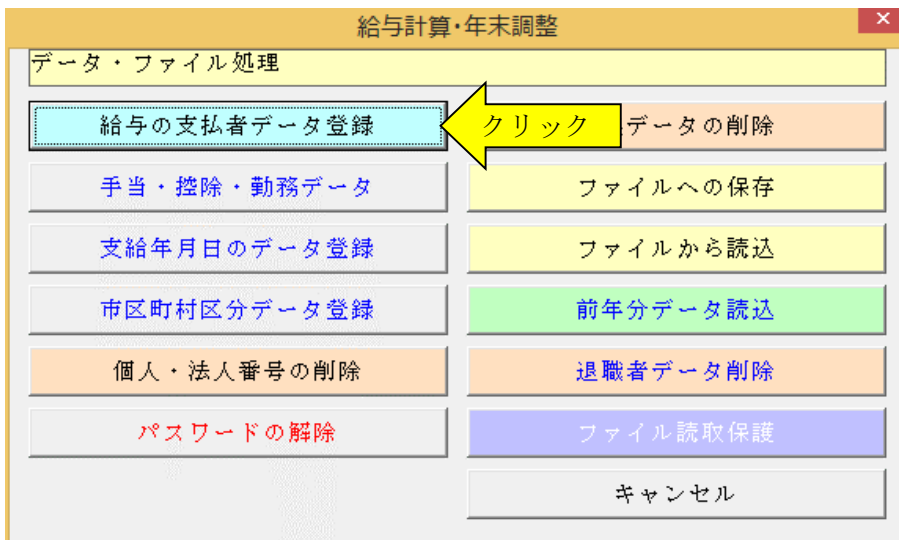 給与計算・年末調整
データ・ファイル処理
給与の支払者データ登録
クリック
データの削除
手当・控除・勤務データ
ファイルへの保存
支給年月日のデータ登録
ファイルから読込
市区町村区分データ登録
前年分データ読込
個人・法人番号の削除
退職者データ削除
パスワードの解除
ファイル読取保護
キャンセル